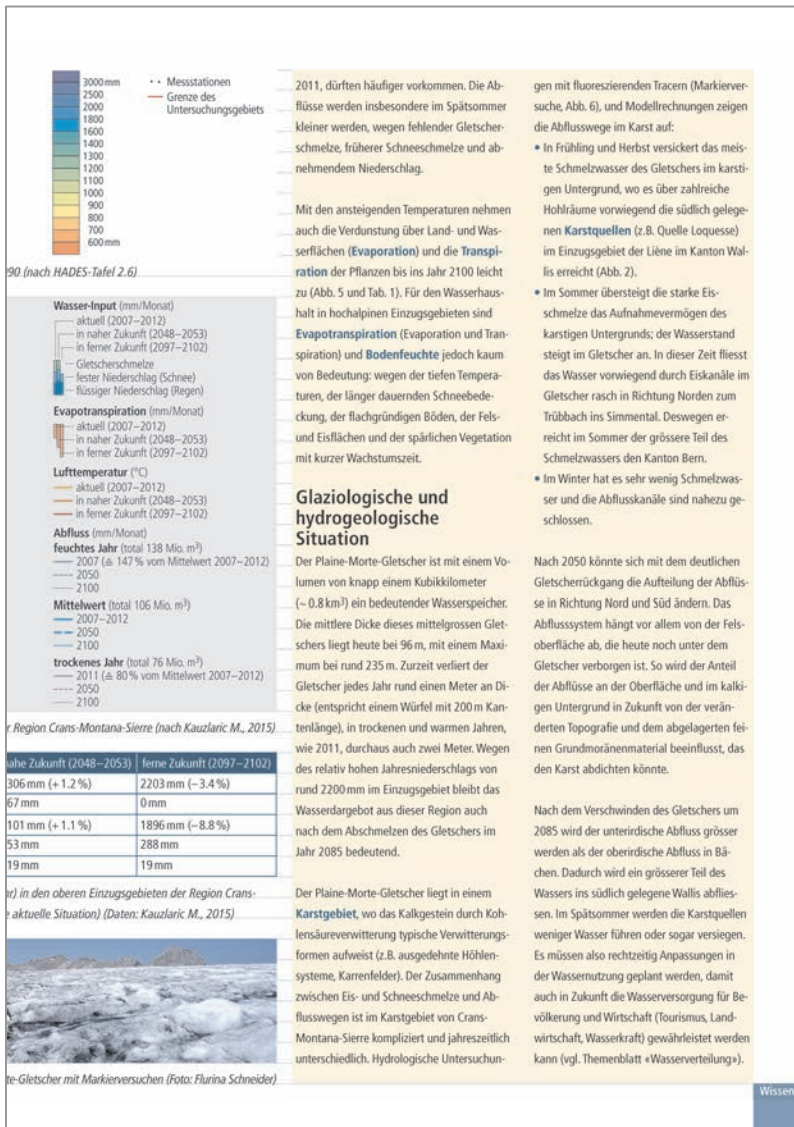 3000 mm
2500
2000
1800
1600
1400
1300
1200
1100
1000
900
800
700
600 mm
Messstationen
Grenze des
Untersuchungsgebiets
90 (nach HADES-Tafel 2.6)
Wasser-Input (mm/Monat)
aktuell (2007–2012)
in naher Zukunft (2048–2053)
in ferner Zukunft (2097–2102)
Gletscherschmelze
fester Niederschlag (Schnee)
flüssiger Niederschlag (Regen)
Evapotranspiration (mm/Monat)
aktuell (2007–2012)
in naher Zukunft (2048–2053)
in ferner Zukunft (2097–2102)
Lufttemperatur (°C)
aktuell (2007–2012)
in naher Zukunft (2048–2053)
in ferner Zukunft (2097–2102)
Abfluss (mm/Monat)
feuchtes Jahr (total 138 Mio. m³)
2007 (≙ 147 % vom Mittelwert 2007–2012)
2050
2100
Mittelwert (total 106 Mio. m³)
2007–2012
2050
2100
trockenes Jahr (total 76 Mio. m³)
2011 (≙ 80 % vom Mittelwert 2007–2012)
2050
2100
r Region Crans-Montana-Sierre (nach Kauzlaric M., 2015)
ahe Zukunft (2048–2053) ferne Zukunft (2097–2102)
306 mm (+ 1.2 %) 2203 mm (−3.4 %)
67 mm 0 mm
101 mm (+ 1.1 %) 1896 mm (−8.8 %)
53 mm 288 mm
19 mm 19 mm
hr) in den oberen Einzugsgebieten der Region Crans-
e aktuelle Situation) (Daten: Kauzlaric M., 2015)
te-Gletscher mit Markierversuchen (Foto: Flurina Schneider)
2011, dürften häufiger vorkommen. Die Ab-
flüsse werden insbesondere im Spätsommer
kleiner werden, wegen fehlender Gletscher-
schmelze, früherer Schneeschmelze und ab-
nehmendem Niederschlag.
Mit den ansteigenden Temperaturen nehmen
auch die Verdunstung über Land- und Was-
serflächen (Evaporation) und die Transpi-
ration der Pflanzen bis ins Jahr 2100 leicht
zu (Abb. 5 und Tab. 1). Für den Wasserhaus-
halt in hochalpinen Einzugsgebieten sind
Evapotranspiration (Evaporation und Tran-
spiration) und Bodenfeuchte jedoch kaum
von Bedeutung: wegen der tiefen Tempera-
turen, der länger dauernden Schneebede-
ckung, der flachgründigen Böden, der Fels-
und Eisflächen und der spärlichen Vegetation
mit kurzer Wachstumszeit.
Glaziologische und
hydrogeologische
Situation
Der Plaine-Morte-Gletscher ist mit einem Vo-
lumen von knapp einem Kubikkilometer
(~ 0.8 km³) ein bedeutender Wasserspeicher.
Die mittlere Dicke dieses mittelgrossen Glet-
schers liegt heute bei 96 m, mit einem Maxi-
mum bei rund 235 m. Zurzeit verliert der
Gletscher jedes Jahr rund einen Meter an Di-
cke (entspricht einem Würfel mit 200 m Kan-
tenlänge), in trockenen und warmen Jahren,
wie 2011, durchaus auch zwei Meter. Wegen
des relativ hohen Jahresniederschlags von
rund 2200 mm im Einzugsgebiet bleibt das
Wasserdargebot aus dieser Region auch
nach dem Abschmelzen des Gletschers im
Jahr 2085 bedeutend.
Der Plaine-Morte-Gletscher liegt in einem
Karstgebiet, wo das Kalkgestein durch Koh-
lensäureverwitterung typische Verwitterungs-
formen aufweist (z.B. ausgedehnte Höhlen-
systeme, Karrenfelder). Der Zusammenhang
zwischen Eis- und Schneeschmelze und Ab-
flusswegen ist im Karstgebiet von Crans-
Montana-Sierre kompliziert und jahreszeitlich
unterschiedlich. Hydrologische Untersuchun-
gen mit fluoreszierenden Tracern (Markierver-
suche, Abb. 6), und Modellrechnungen zeigen
die Abflusswege im Karst auf:
• In Frühling und Herbst versickert das meis-
te Schmelzwasser des Gletschers im karsti-
gen Untergrund, wo es über zahlreiche
Hohlräume vorwiegend die südlich gelege-
nen Karstquellen (z.B. Quelle Loquesse)
im Einzugsgebiet der Liène im Kanton Wal-
lis erreicht (Abb. 2).
• Im Sommer übersteigt die starke Eis-
schmelze das Aufnahmevermögen des
karstigen Untergrunds; der Wasserstand
steigt im Gletscher an. In dieser Zeit fliesst
das Wasser vorwiegend durch Eiskanäle im
Gletscher rasch in Richtung Norden zum
Trübbach ins Simmental. Deswegen er-
reicht im Sommer der grössere Teil des
Schmelzwassers den Kanton Bern.
• Im Winter hat es sehr wenig Schmelzwas-
ser und die Abflusskanäle sind nahezu ge-
schlossen.
Nach 2050 könnte sich mit dem deutlichen
Gletscherrückgang die Aufteilung der Abflüs-
se in Richtung Nord und Süd ändern. Das
Abflusssystem hängt vor allem von der Fels-
oberfläche ab, die heute noch unter dem
Gletscher verborgen ist. So wird der Anteil
der Abflüsse an der Oberfläche und im kalki-
gen Untergrund in Zukunft von der verän-
derten Topografie und dem abgelagerten fei-
nen Grundmoränenmaterial beeinflusst, das
den Karst abdichten könnte.
Nach dem Verschwinden des Gletschers um
2085 wird der unterirdische Abfluss grösser
werden als der oberirdische Abfluss in Bä-
chen. Dadurch wird ein grösserer Teil des
Wassers ins südlich gelegene Wallis abflies-
sen. Im Spätsommer werden die Karstquellen
weniger Wasser führen oder sogar versiegen.
Es müssen also rechtzeitig Anpassungen in
der Wassernutzung geplant werden, damit
auch in Zukunft die Wasserversorgung für Be-
völkerung und Wirtschaft (Tourismus, Land-
wirtschaft, Wasserkraft) gewährleistet werden
kann (vgl. Themenblatt «Wasserverteilung»).
Wissen